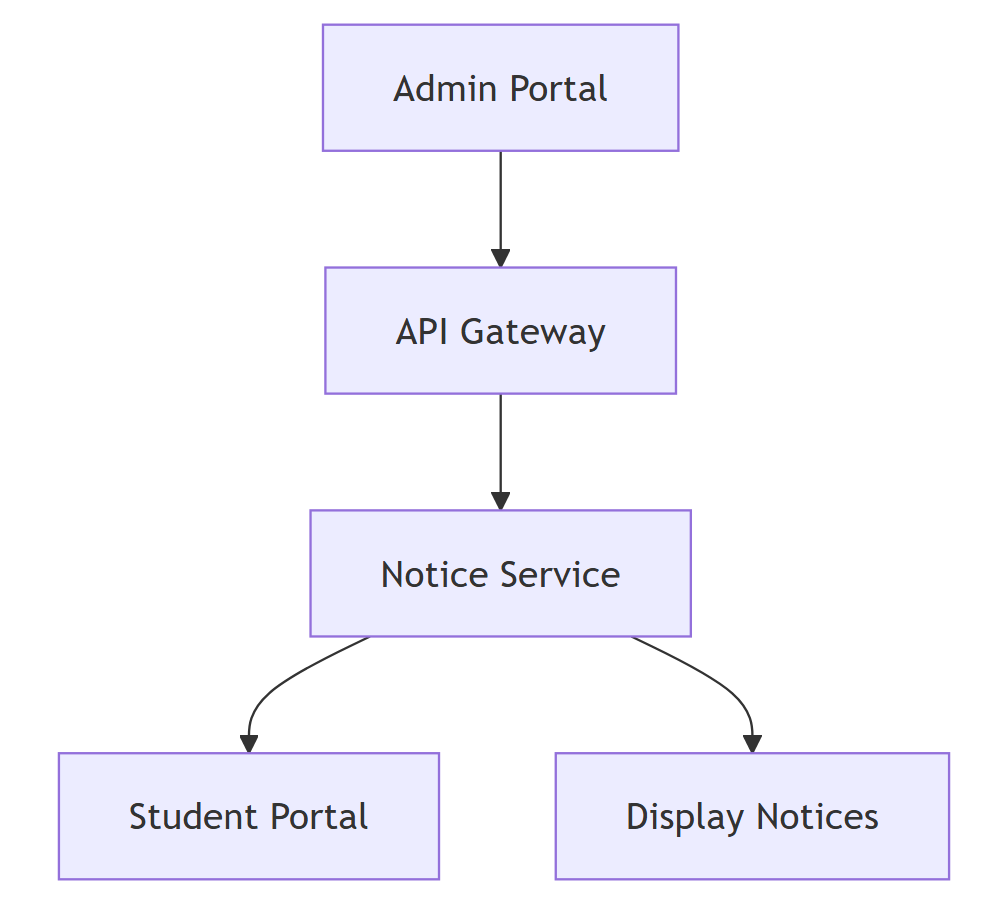 Admin Portal
API Gateway
Notice Service
Student Portal
Display Notices